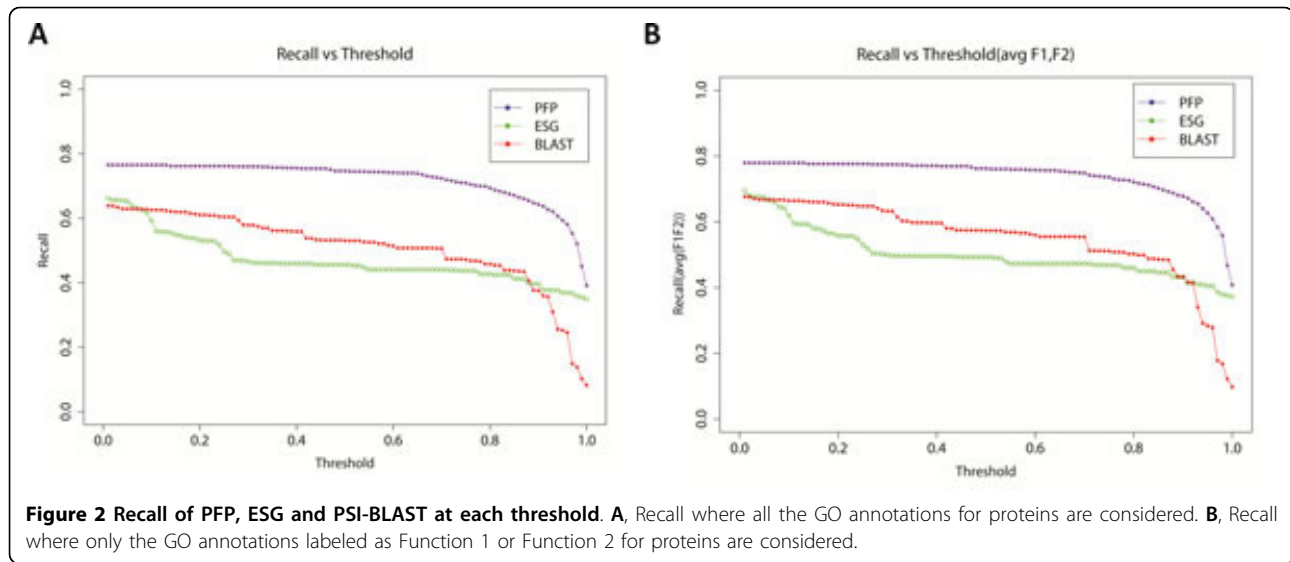 A
Recall vs Threshold
Recall
0.0
0.2
0.4
0.6
0.8
1.0
PFP
ESG
BLAST
0.0
0.2
0.4
0.6
0.8
1.0
Threshold
B
Recall vs Threshold(avg F1,F2)
Recall(avg(F1F2))
0.0
0.2
0.4
0.6
0.8
1.0
PFP
ESG
BLAST
0.0
0.2
0.4
0.6
0.8
1.0
Threshold
Figure 2 Recall of PFP, ESG and PSI-BLAST at each threshold. A, Recall where all the GO annotations for proteins are considered. B, Recall
where only the GO annotations labeled as Function 1 or Function 2 for proteins are considered.